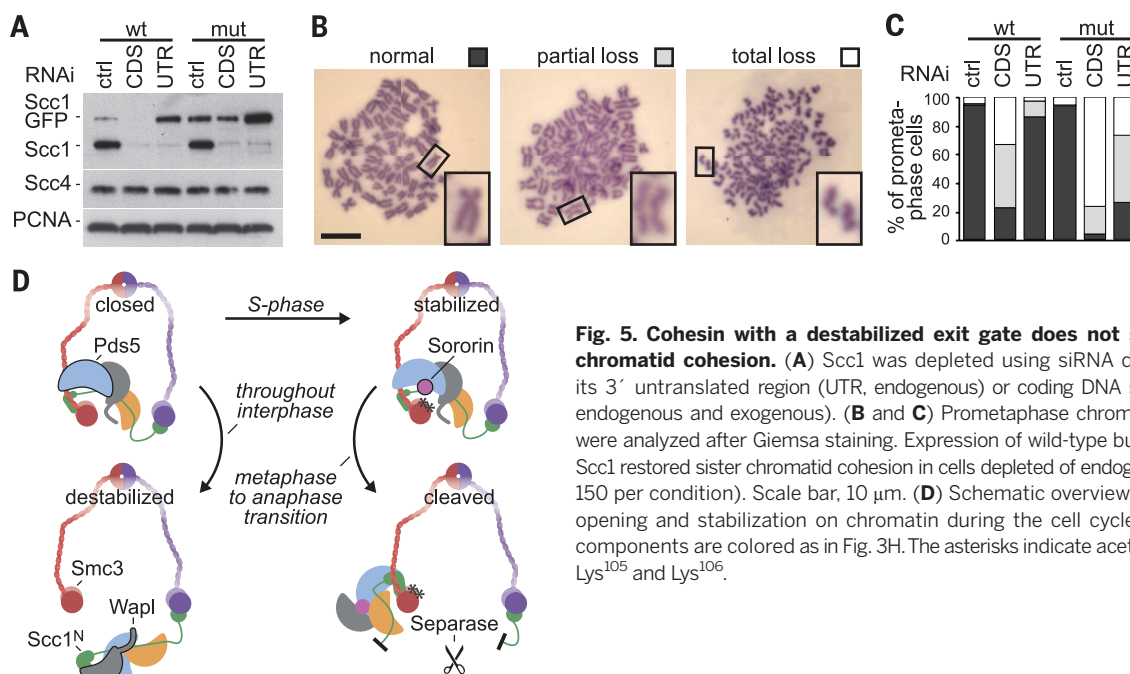 A
wt mut
RNAi
ctrl CDS UTR ctrl CDS UTR
Scc1
GFP -
Scc1 -
Scc4 -
PCNA -
B
normal partial loss total loss
C
wt mut
RNAi
ctrl CDS UTR ctrl CDS UTR
% of prometa-
phase cells
100
80
60
40
20
0
D
closed
S-phase
stabilized
Pds5
Sororin
**
throughout
interphase
metaphase
to anaphase
transition
destabilized
cleaved
Smc3
Wapl
Scc1ᴺ
**
Separase
Fig. 5. Cohesin with a destabilized exit gate does not
chromatid cohesion. (A) Scc1 was depleted using siRNA
its 3´ untranslated region (UTR, endogenous) or coding DNA
endogenous and exogenous). (B and C) Prometaphase
were analyzed after Giemsa staining. Expression of wild-type
Scc1 restored sister chromatid cohesion in cells depleted of
150 per condition). Scale bar, 10 μm. (D) Schematic overview
opening and stabilization on chromatin during the cell cycle
components are colored as in Fig. 3H. The asterisks indicate
Lys¹⁰⁵ and Lys¹⁰⁶.